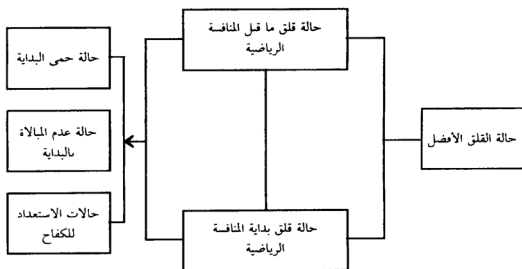 حالة قلق ما قبل المنافسة
الرياضية
حالة حمى البداية
حالة عدم المبالاة
بالبداية
حالة القلق الأفضل
حالات الاستعداد
للكفاح
حالة قلق بداية المنافسة
الرياضية